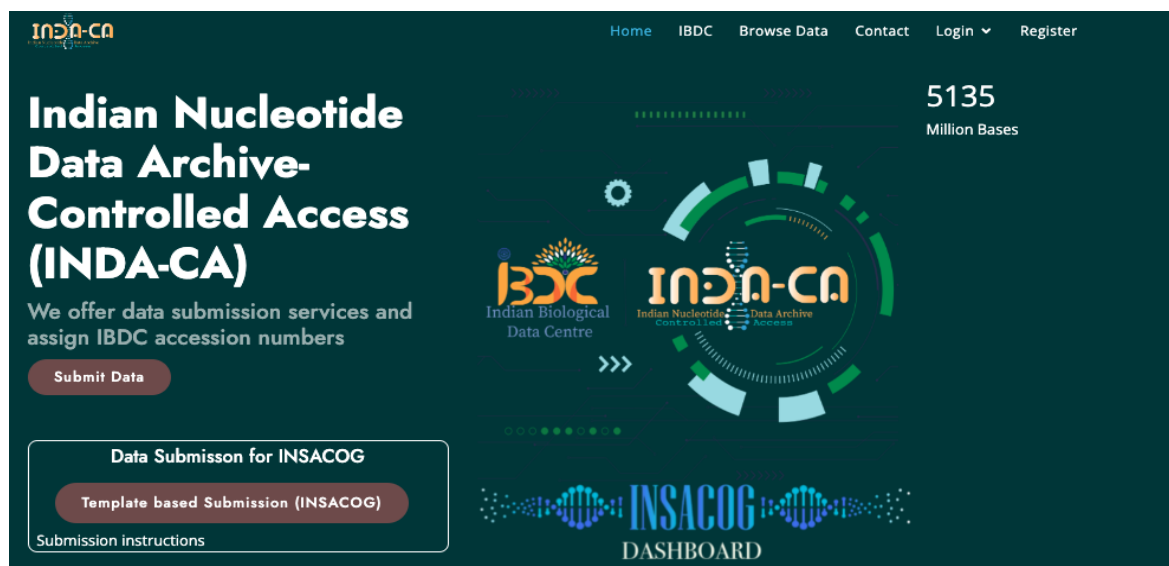 INDA-CA
Home IBDC Browse Data Contact Login Register
Indian Nucleotide
Data Archive-
Controlled Access
(INDA-CA)
We offer data submission services and
assign IBDC accession numbers
Submit Data
Data Submisson for INSACOG
Template based Submission (INSACOG)
Submission instructions
IBDC
Indian Biological
Data Centre
INDA-CA
Indian Nucleotide Data Archive
Controlled Access
INSACOG
DASHBOARD
5135
Million Bases